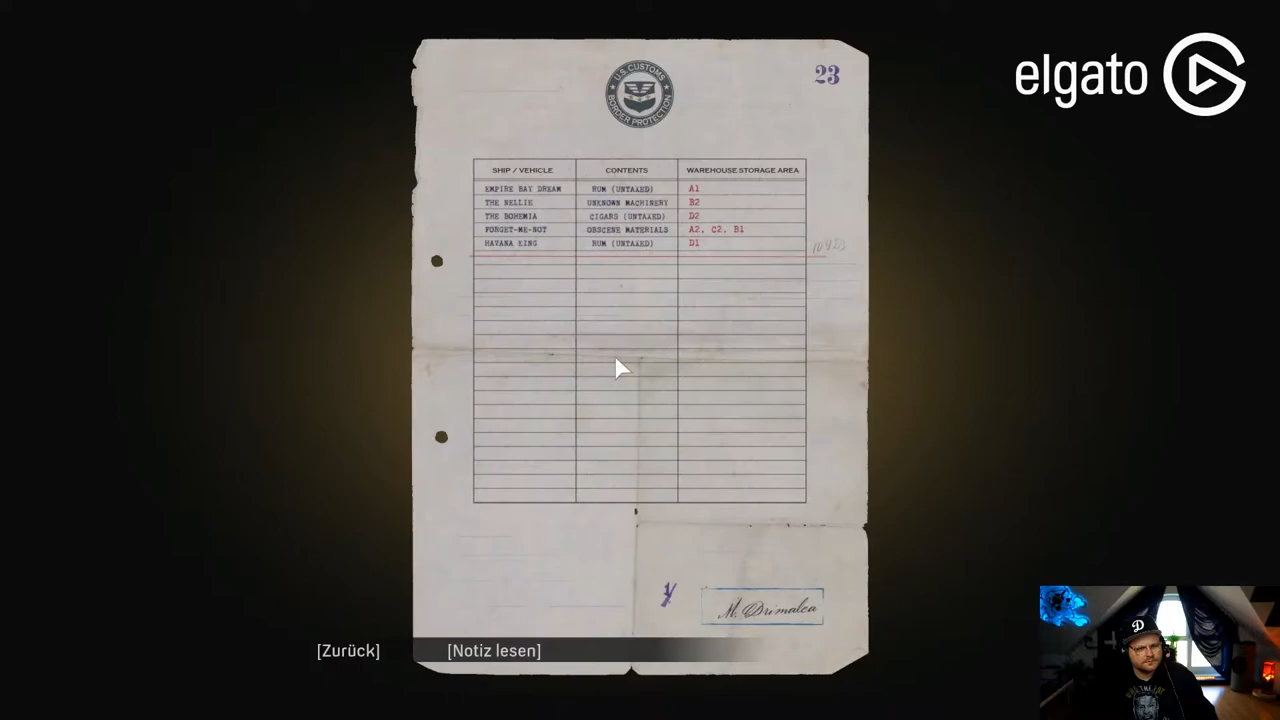 elgato
U.S. CUSTOMS
BORDER PROTECTION
23
SHIP / VEHICLE CONTENTS WAREHOUSE STORAGE AREA
EMPIRE BAY DREAM RUM (UNTAXED) A1
THE NELLIE UNKNOWN MACHINERY B2
THE BOHEMIA CIGARS (UNTAXED) D2
FORGET-ME-NOT OBSCENE MATERIALS A2, C2, B1
HAVANA KING RUM (UNTAXED) D1
[Zurück] [Notiz lesen]